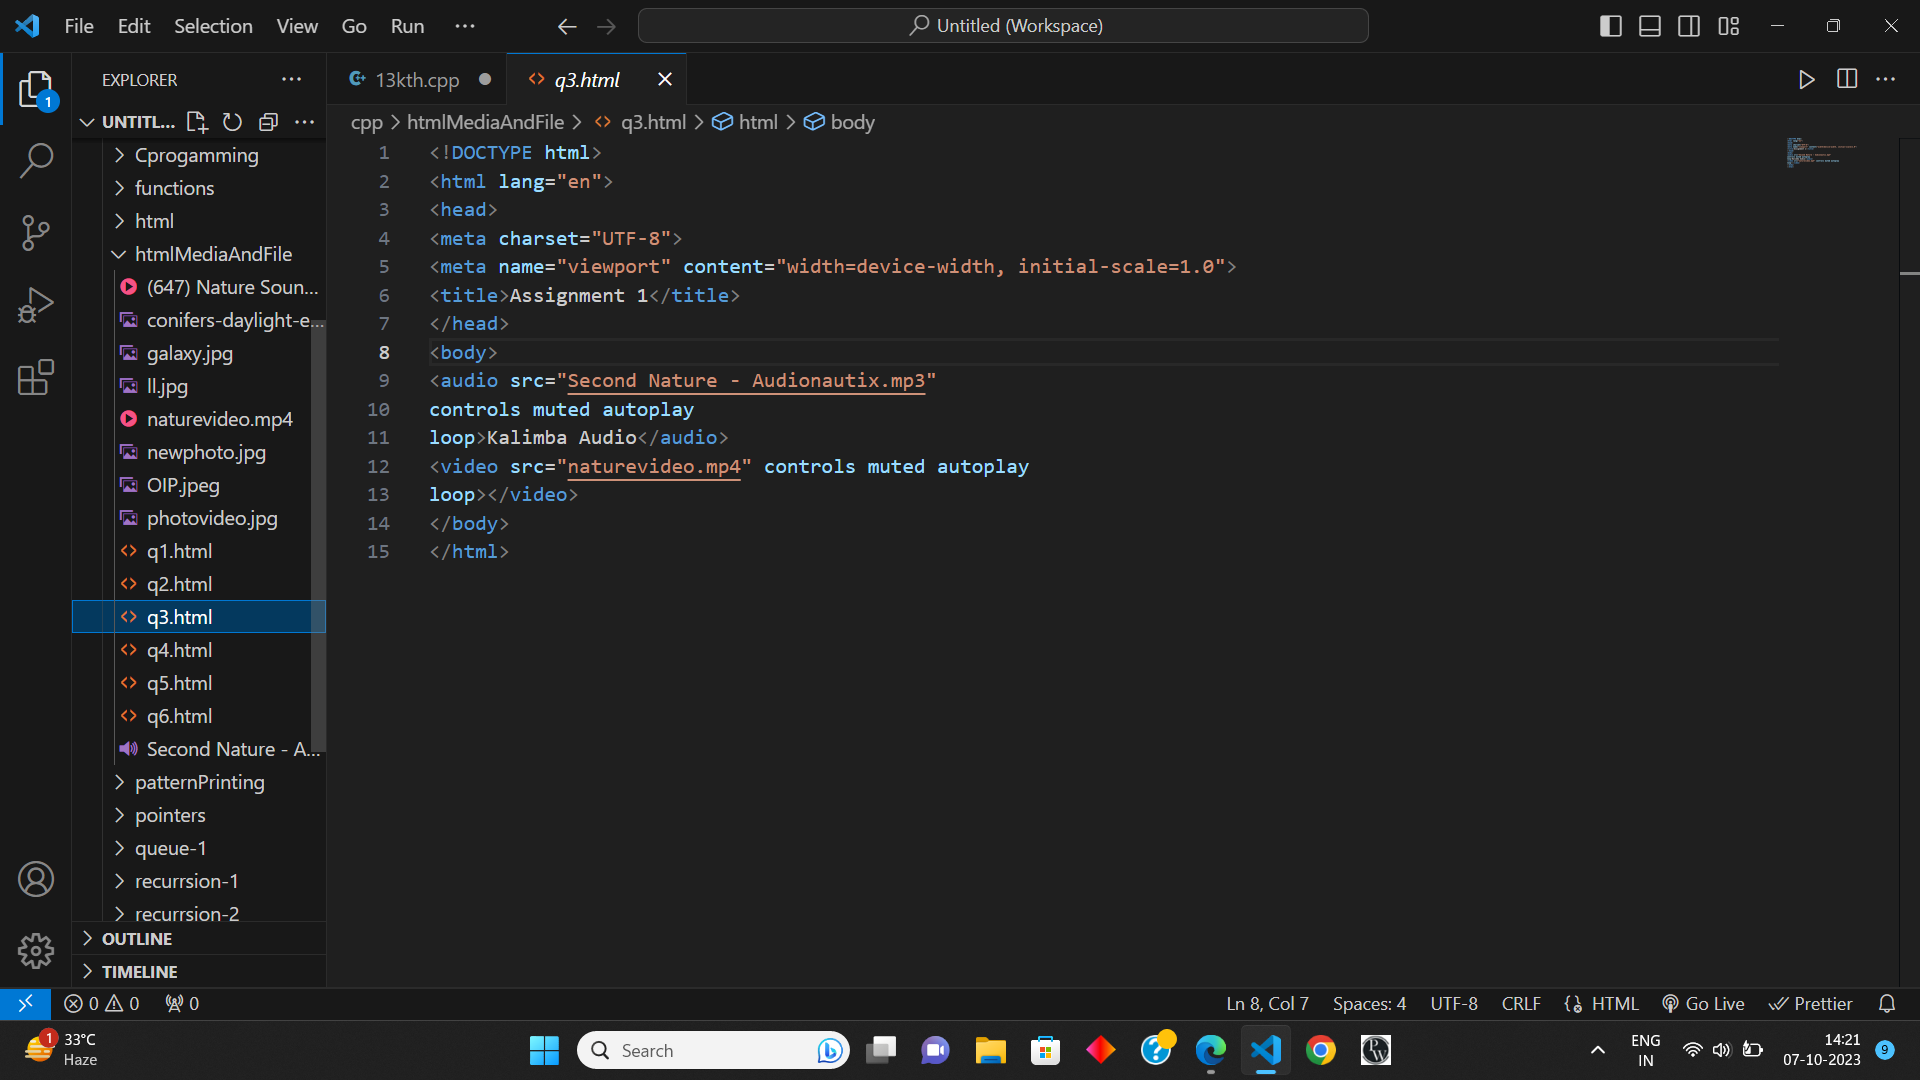 File Edit Selection View Go Run ···
Untitled (Workspace)
EXPLORER ···
13kth.cpp
q3.html
UNTITL... ···
cpp > htmlMediaAndFile > q3.html > html > body
Cprogamming
functions
html
htmlMediaAndFile
(647) Nature Soun...
conifers-daylight-e...
galaxy.jpg
ll.jpg
naturevideo.mp4
newphoto.jpg
OIP.jpeg
photovideo.jpg
q1.html
q2.html
q3.html
q4.html
q5.html
q6.html
Second Nature - A...
patternPrinting
pointers
queue-1
recurrsion-1
recurrsion-2
OUTLINE
TIMELINE
1 <!DOCTYPE html>
2 <html lang="en">
3 <head>
4 <meta charset="UTF-8">
5 <meta name="viewport" content="width=device-width, initial-scale=1.0">
6 <title>Assignment 1</title>
7 </head>
8 <body>
9 <audio src="Second Nature - Audionautix.mp3"
10 controls muted autoplay
11 loop>Kalimba Audio</audio>
12 <video src="naturevideo.mp4" controls muted autoplay
13 loop></video>
14 </body>
15 </html>
1
0 0 0
Ln 8, Col 7 Spaces: 4 UTF-8 CRLF HTML Go Live Prettier
1
33°C
Haze
Search
PW
ENG
IN
14:21
07-10-2023
9